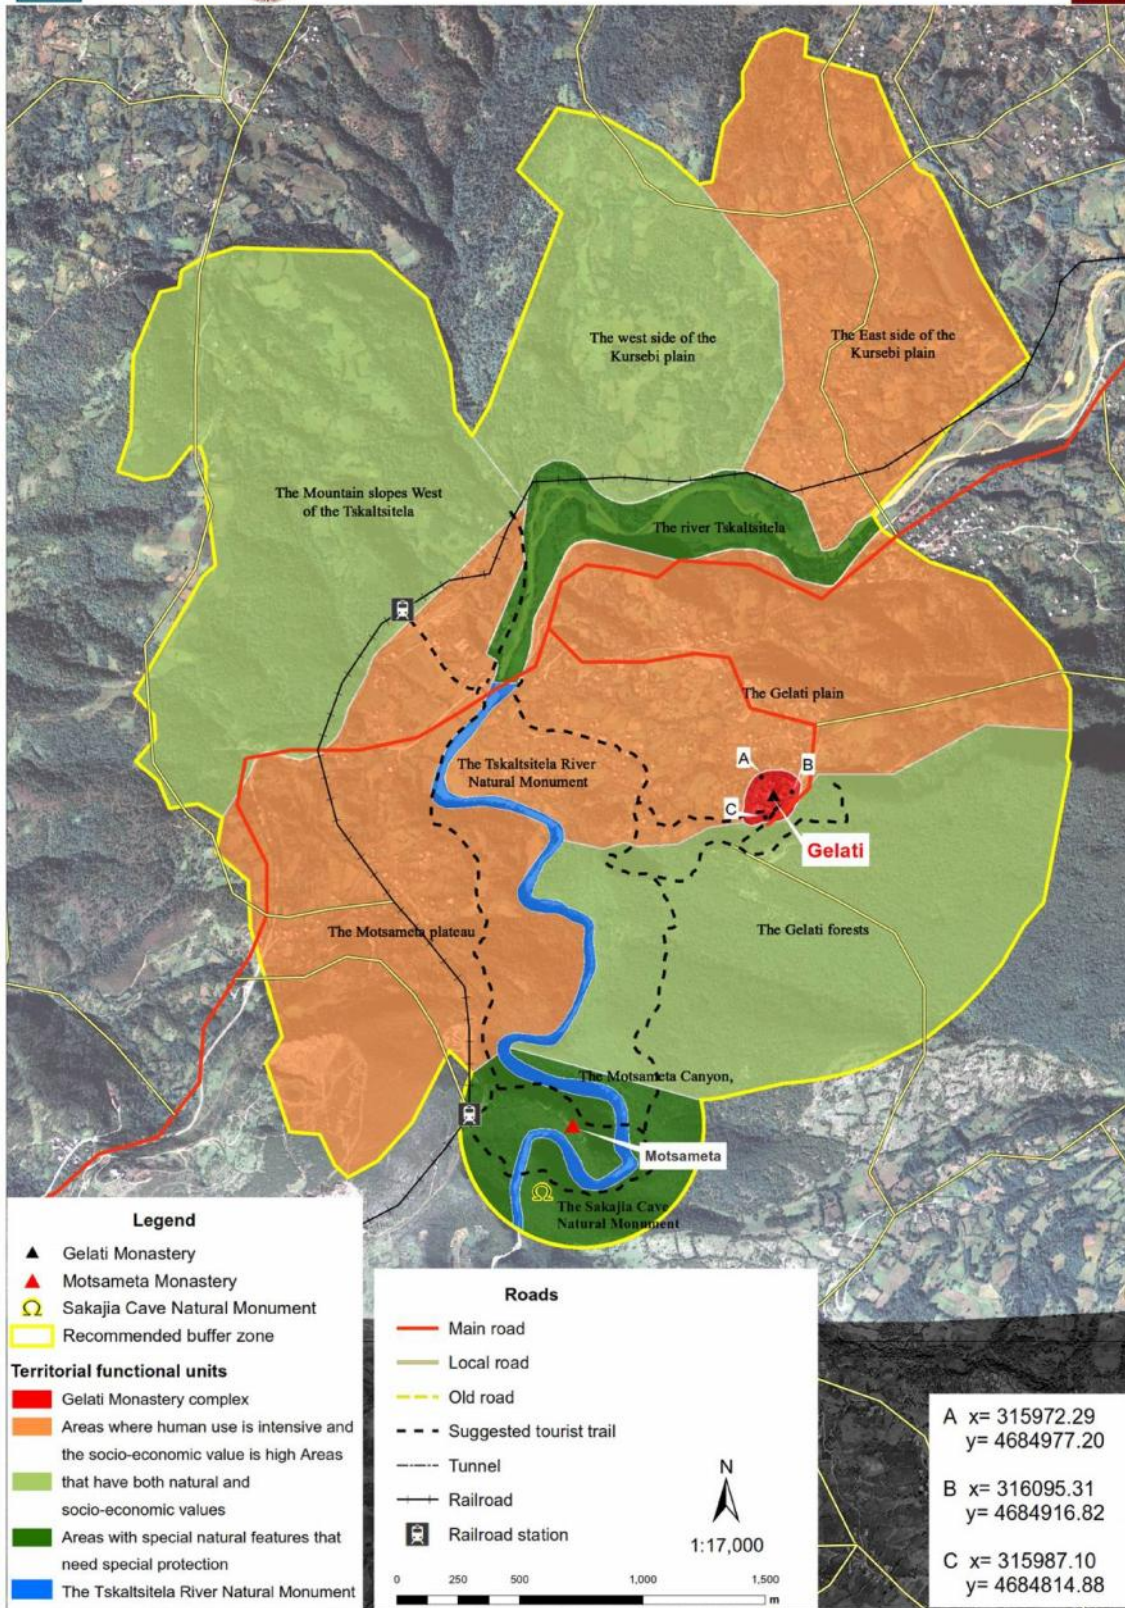 The west side of the
Kursebi plain
The East side of the
Kursebi plain
The Mountain slopes West
of the Tskaltsitela
The river Tskaltsitela
The Gelati plain
The Tskaltsitela River
Natural Monument
A
B
C
Gelati
The Motsameta plateau
The Gelati forests
The Motsameta Canyon,
Motsameta
The Sakajia Cave
Natural Monument
Legend
Gelati Monastery
Motsameta Monastery
Sakajia Cave Natural Monument
Recommended buffer zone
Territorial functional units
Gelati Monastery complex
Areas where human use is intensive and
the socio-economic value is high Areas
that have both natural and
socio-economic values
Areas with special natural features that
need special protection
The Tskaltsitela River Natural Monument
Roads
Main road
Local road
Old road
Suggested tourist trail
Tunnel
Railroad
Railroad station
N
1:17,000
0 250 500 1,000 1,500
m
A x= 315972.29
y= 4684977.20
B x= 316095.31
y= 4684916.82
C x= 315987.10
y= 4684814.88